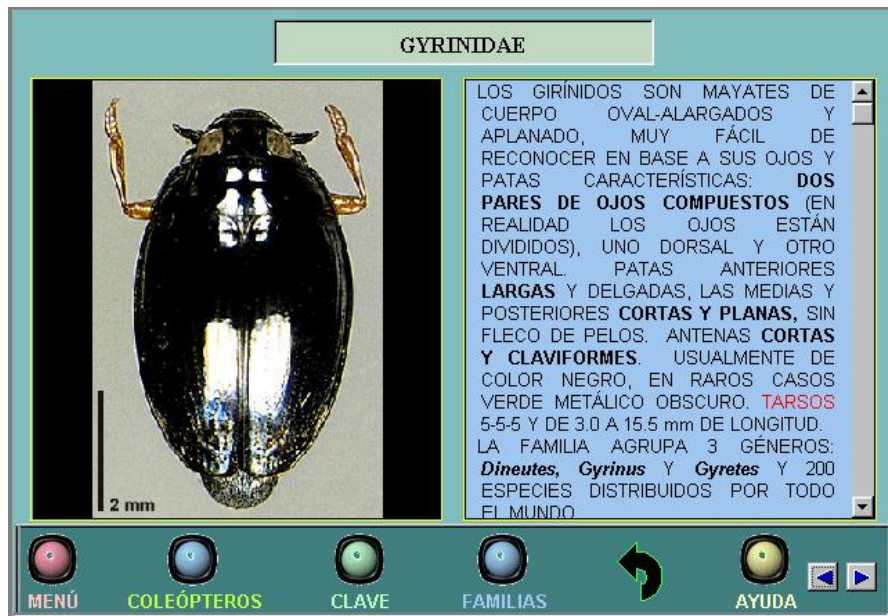 GYRINIDAE
LOS GIRÍNIDOS SON MAYATES DE
CUERPO OVAL-ALARGADOS Y
APLANADO, MUY FÁCIL DE
RECONOCER EN BASE A SUS OJOS Y
PATAS CARACTERÍSTICAS: DOS
PARES DE OJOS COMPUESTOS (EN
REALIDAD LOS OJOS ESTÁN
DIVIDIDOS), UNO DORSAL Y OTRO
VENTRAL. PATAS ANTERIORES
LARGAS Y DELGADAS, LAS MEDIAS Y
POSTERIORES CORTAS Y PLANAS, SIN
FLECO DE PELOS. ANTENAS CORTAS
Y CLAVIFORMES. USUALMENTE DE
COLOR NEGRO, EN RAROS CASOS
VERDE METÁLICO OBSCURO. TARSOS
5-5-5 Y DE 3.0 A 15.5 mm DE LONGITUD.
LA FAMILIA AGRUPA 3 GÉNEROS:
Dineutes, Gyrinus Y Gyretes Y 200
ESPECIES DISTRIBUIDOS POR TODO
EL MUNDO
2 mm
MENÚ COLEÓPTEROS CLAVE FAMILIAS AYUDA